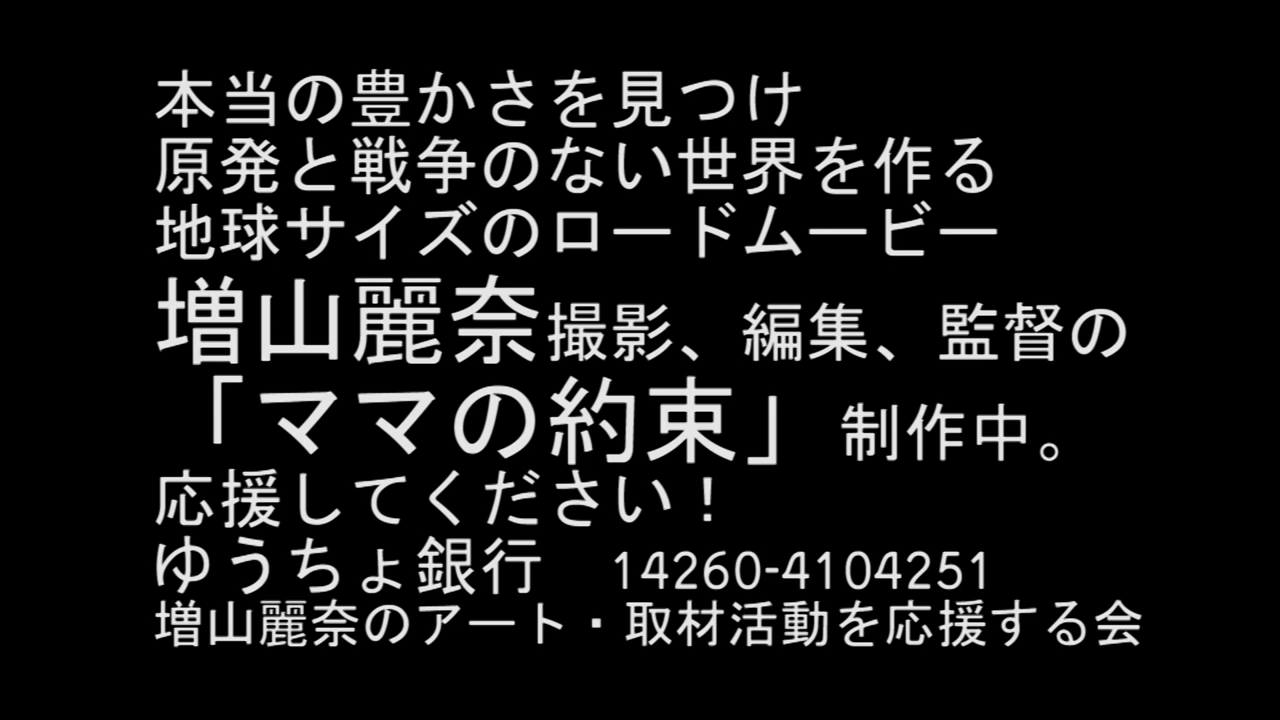 本当の豊かさを見つけ
原発と戦争のない世界を作る
地球サイズのロードムービー
増山麗奈撮影、編集、監督の
「ママの約束」 制作中。
応援してください！
ゆうちょ銀行　14260-4104251
増山麗奈のアート・取材活動を応援する会